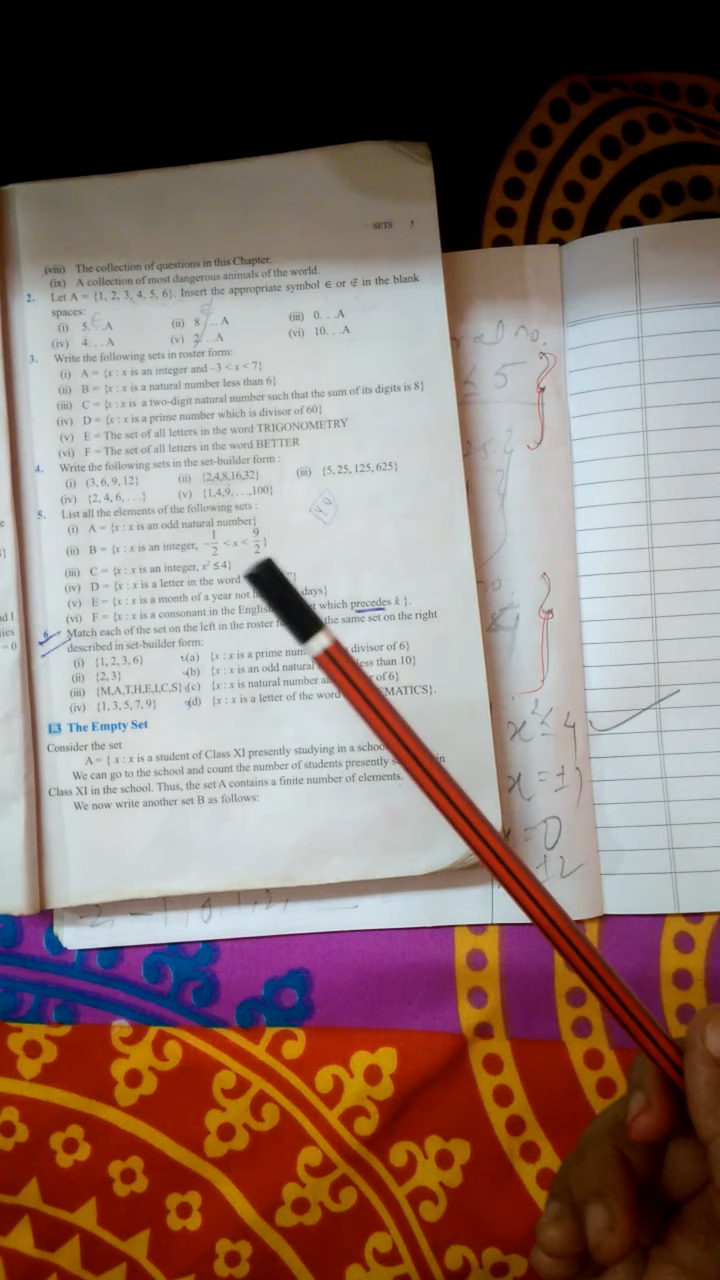 SETS 5
(viii) The collection of questions in this Chapter.
(ix) A collection of most dangerous animals of the world.
2. Let A = {1, 2, 3, 4, 5, 6}. Insert the appropriate symbol ∈ or ∉ in the blank
spaces:
(i) 5. . .A (ii) 8 . . . A (iii) 0. . .A
(iv) 4. . . A (v) 2. . .A (vi) 10. . .A
3. Write the following sets in roster form:
(i) A = {x : x is an integer and –3 < x < 7}
(ii) B = {x : x is a natural number less than 6}
(iii) C = {x : x is a two-digit natural number such that the sum of its digits is 8}
(iv) D = {x : x is a prime number which is divisor of 60}
(v) E = The set of all letters in the word TRIGONOMETRY
(vi) F = The set of all letters in the word BETTER
4. Write the following sets in the set-builder form :
(i) (3, 6, 9, 12} (ii) {2,4,8,16,32} (iii) {5, 25, 125, 625}
(iv) {2, 4, 6, . . .} (v) {1,4,9, . . .,100}
5. List all the elements of the following sets :
(i) A = {x : x is an odd natural number}
(ii) B = {x : x is an integer, –1/2 < x < 9/2}
(iii) C = {x : x is an integer, x² ≤ 4}
(iv) D = {x : x is a letter in the word "}
(v) E = {x : x is a month of a year not days}
(vi) F = {x : x is a consonant in the English which precedes k }.
6. Match each of the set on the left in the roster the same set on the right
described in set-builder form:
(i) {1, 2, 3, 6} (a) {x : x is a prime divisor of 6}
(ii) {2, 3} (b) {x : x is an odd natural less than 10}
(iii) {M,A,T,H,E,I,C,S} (c) {x : x is natural number of 6}
(iv) {1, 3, 5, 7, 9} (d) {x : x is a letter of the word EMATICS}.
1.3 The Empty Set
Consider the set
A = { x : x is a student of Class XI presently studying in a
We can go to the school and count the number of students presently in
Class XI in the school. Thus, the set A contains a finite number of elements.
We now write another set B as follows:
no.
≤ 5
x² ≤ 4
x = ±1
0
±2
-2, -1, 0, 1, 2,